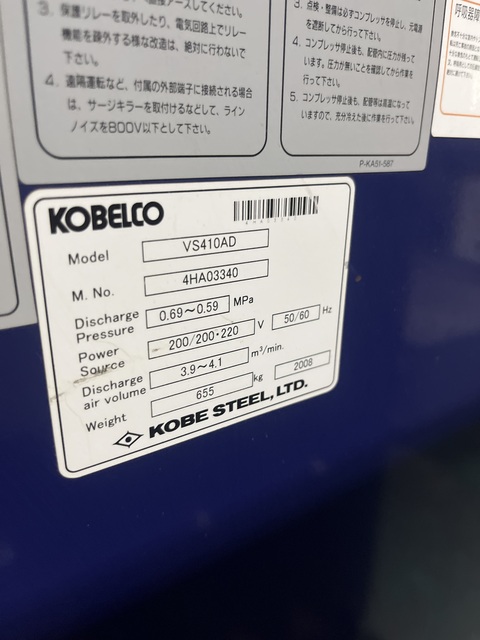 3. 保護リレーを取外したり、電気回路上でリレー
機能を疎外する様な改造は、絶対に行わないで
下さい。
4. 遠隔運転など、付属の外部端子に接続される場合
は、サージキラーを取付けるなどして、ライン
ノイズを800V以下として下さい。
3. 点検・整備は必ずコンプレッサを停止し、元電源
を遮断してから行って下さい。
4. コンプレッサ停止後も、配管内に圧力が残って
います。圧力が無いことを確認してから作業を
行って下さい。
5. コンプレッサ停止後も、配管等は高温になって
いますので、充分冷えた後に作業を行って下さい。
P-KA51-587
呼吸器障
KOBELCO
Model VS410AD
M. No. 4HA03340
Discharge Pressure 0.69～0.59 MPa
Power Source 200/200・220 V 50/60 Hz
Discharge air volume 3.9～4.1 m³/min.
Weight 655 kg 2008
KOBE STEEL, LTD.